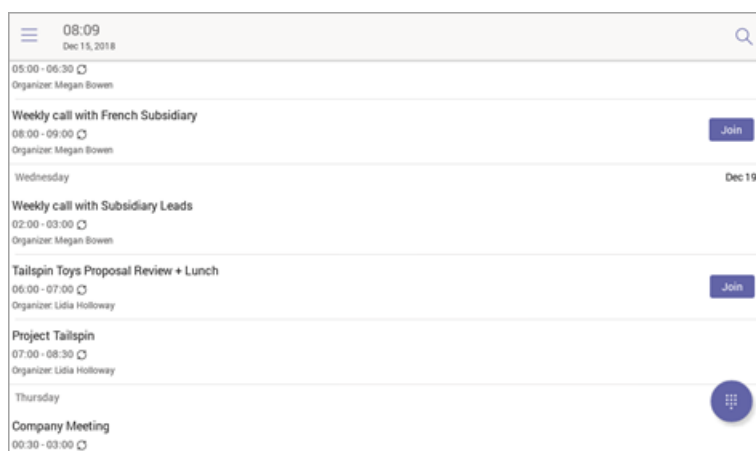 08:09
Dec 15, 2018
05:00 - 06:30
Organizer: Megan Bowen
Weekly call with French Subsidiary
08:00 - 09:00
Organizer: Megan Bowen
Join
Wednesday
Dec 19
Weekly call with Subsidiary Leads
02:00 - 03:00
Organizer: Megan Bowen
Tailspin Toys Proposal Review + Lunch
06:00 - 07:00
Organizer: Lidia Holloway
Join
Project Tailspin
07:00 - 08:30
Organizer: Lidia Holloway
Thursday
Company Meeting
00:30 - 03:00